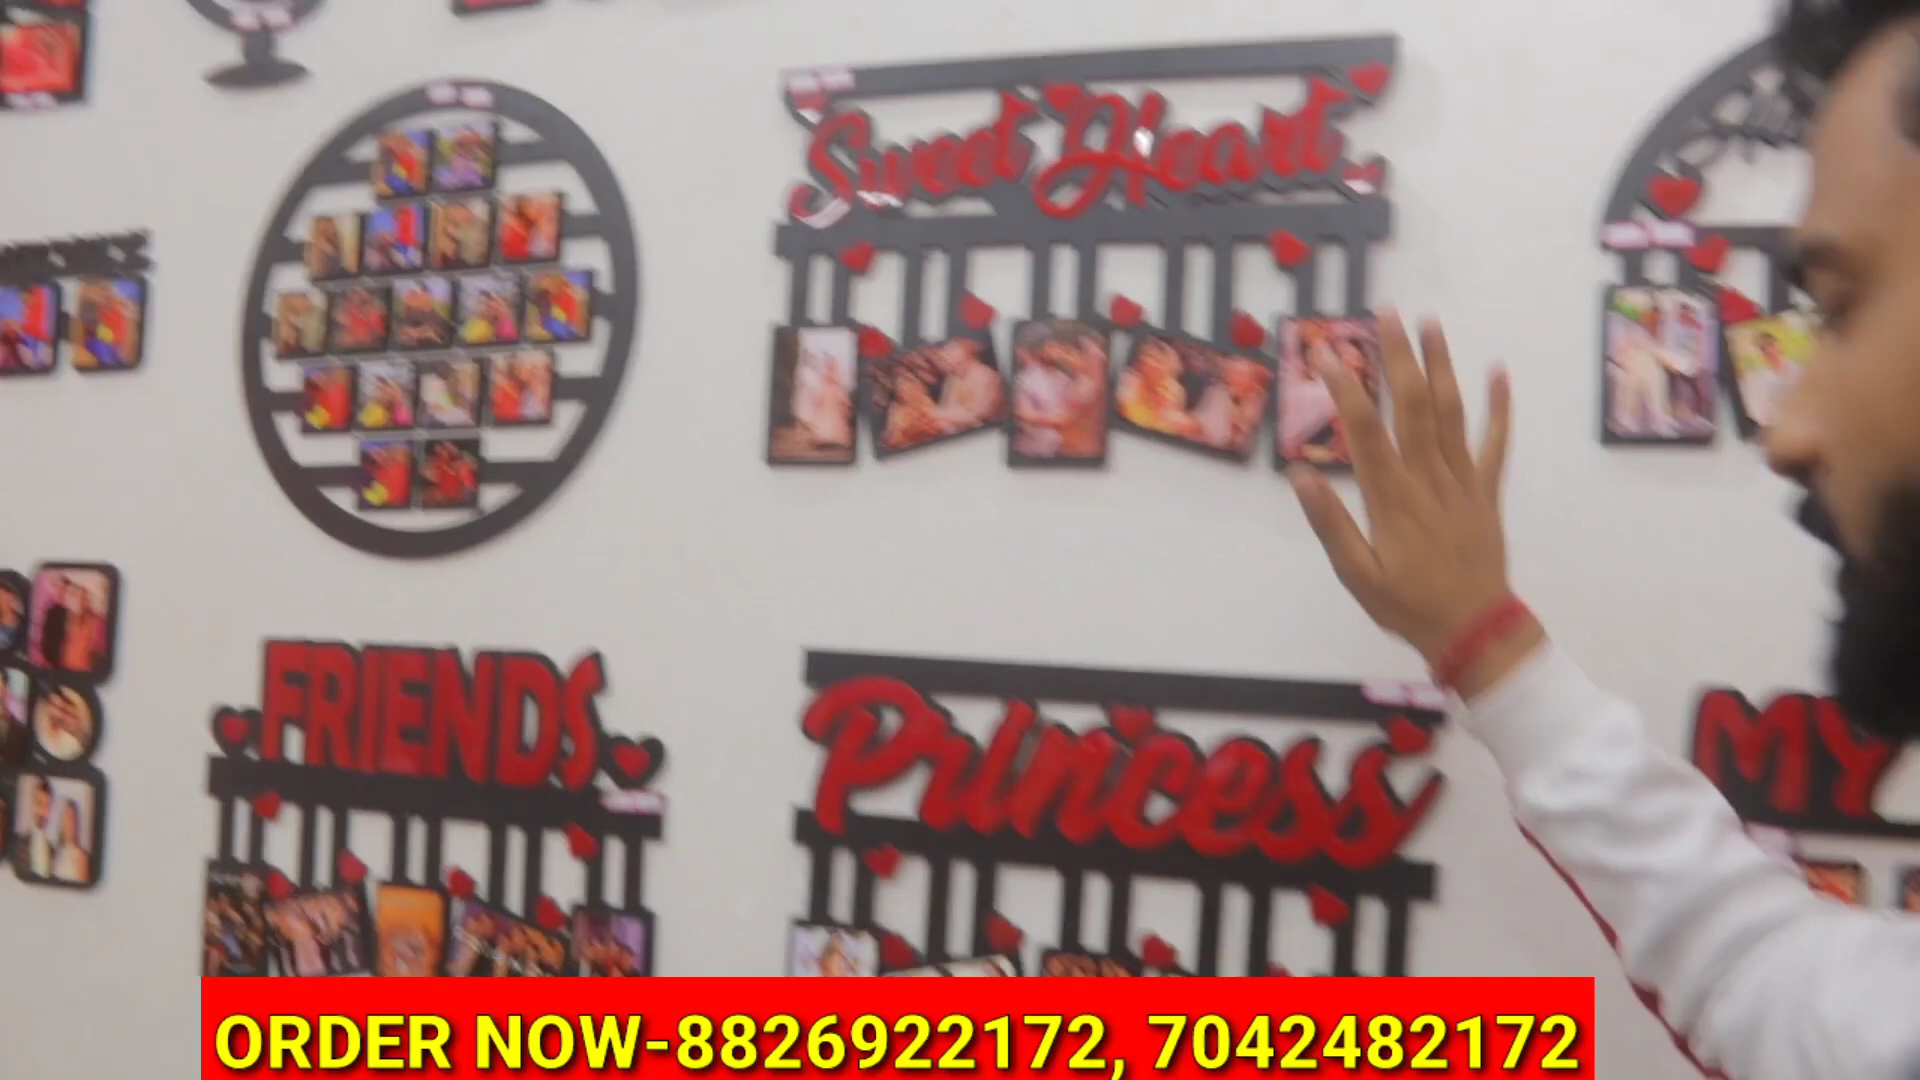 Sweet Heart
FRIENDS
Princess
MY
ORDER NOW-8826922172, 7042482172